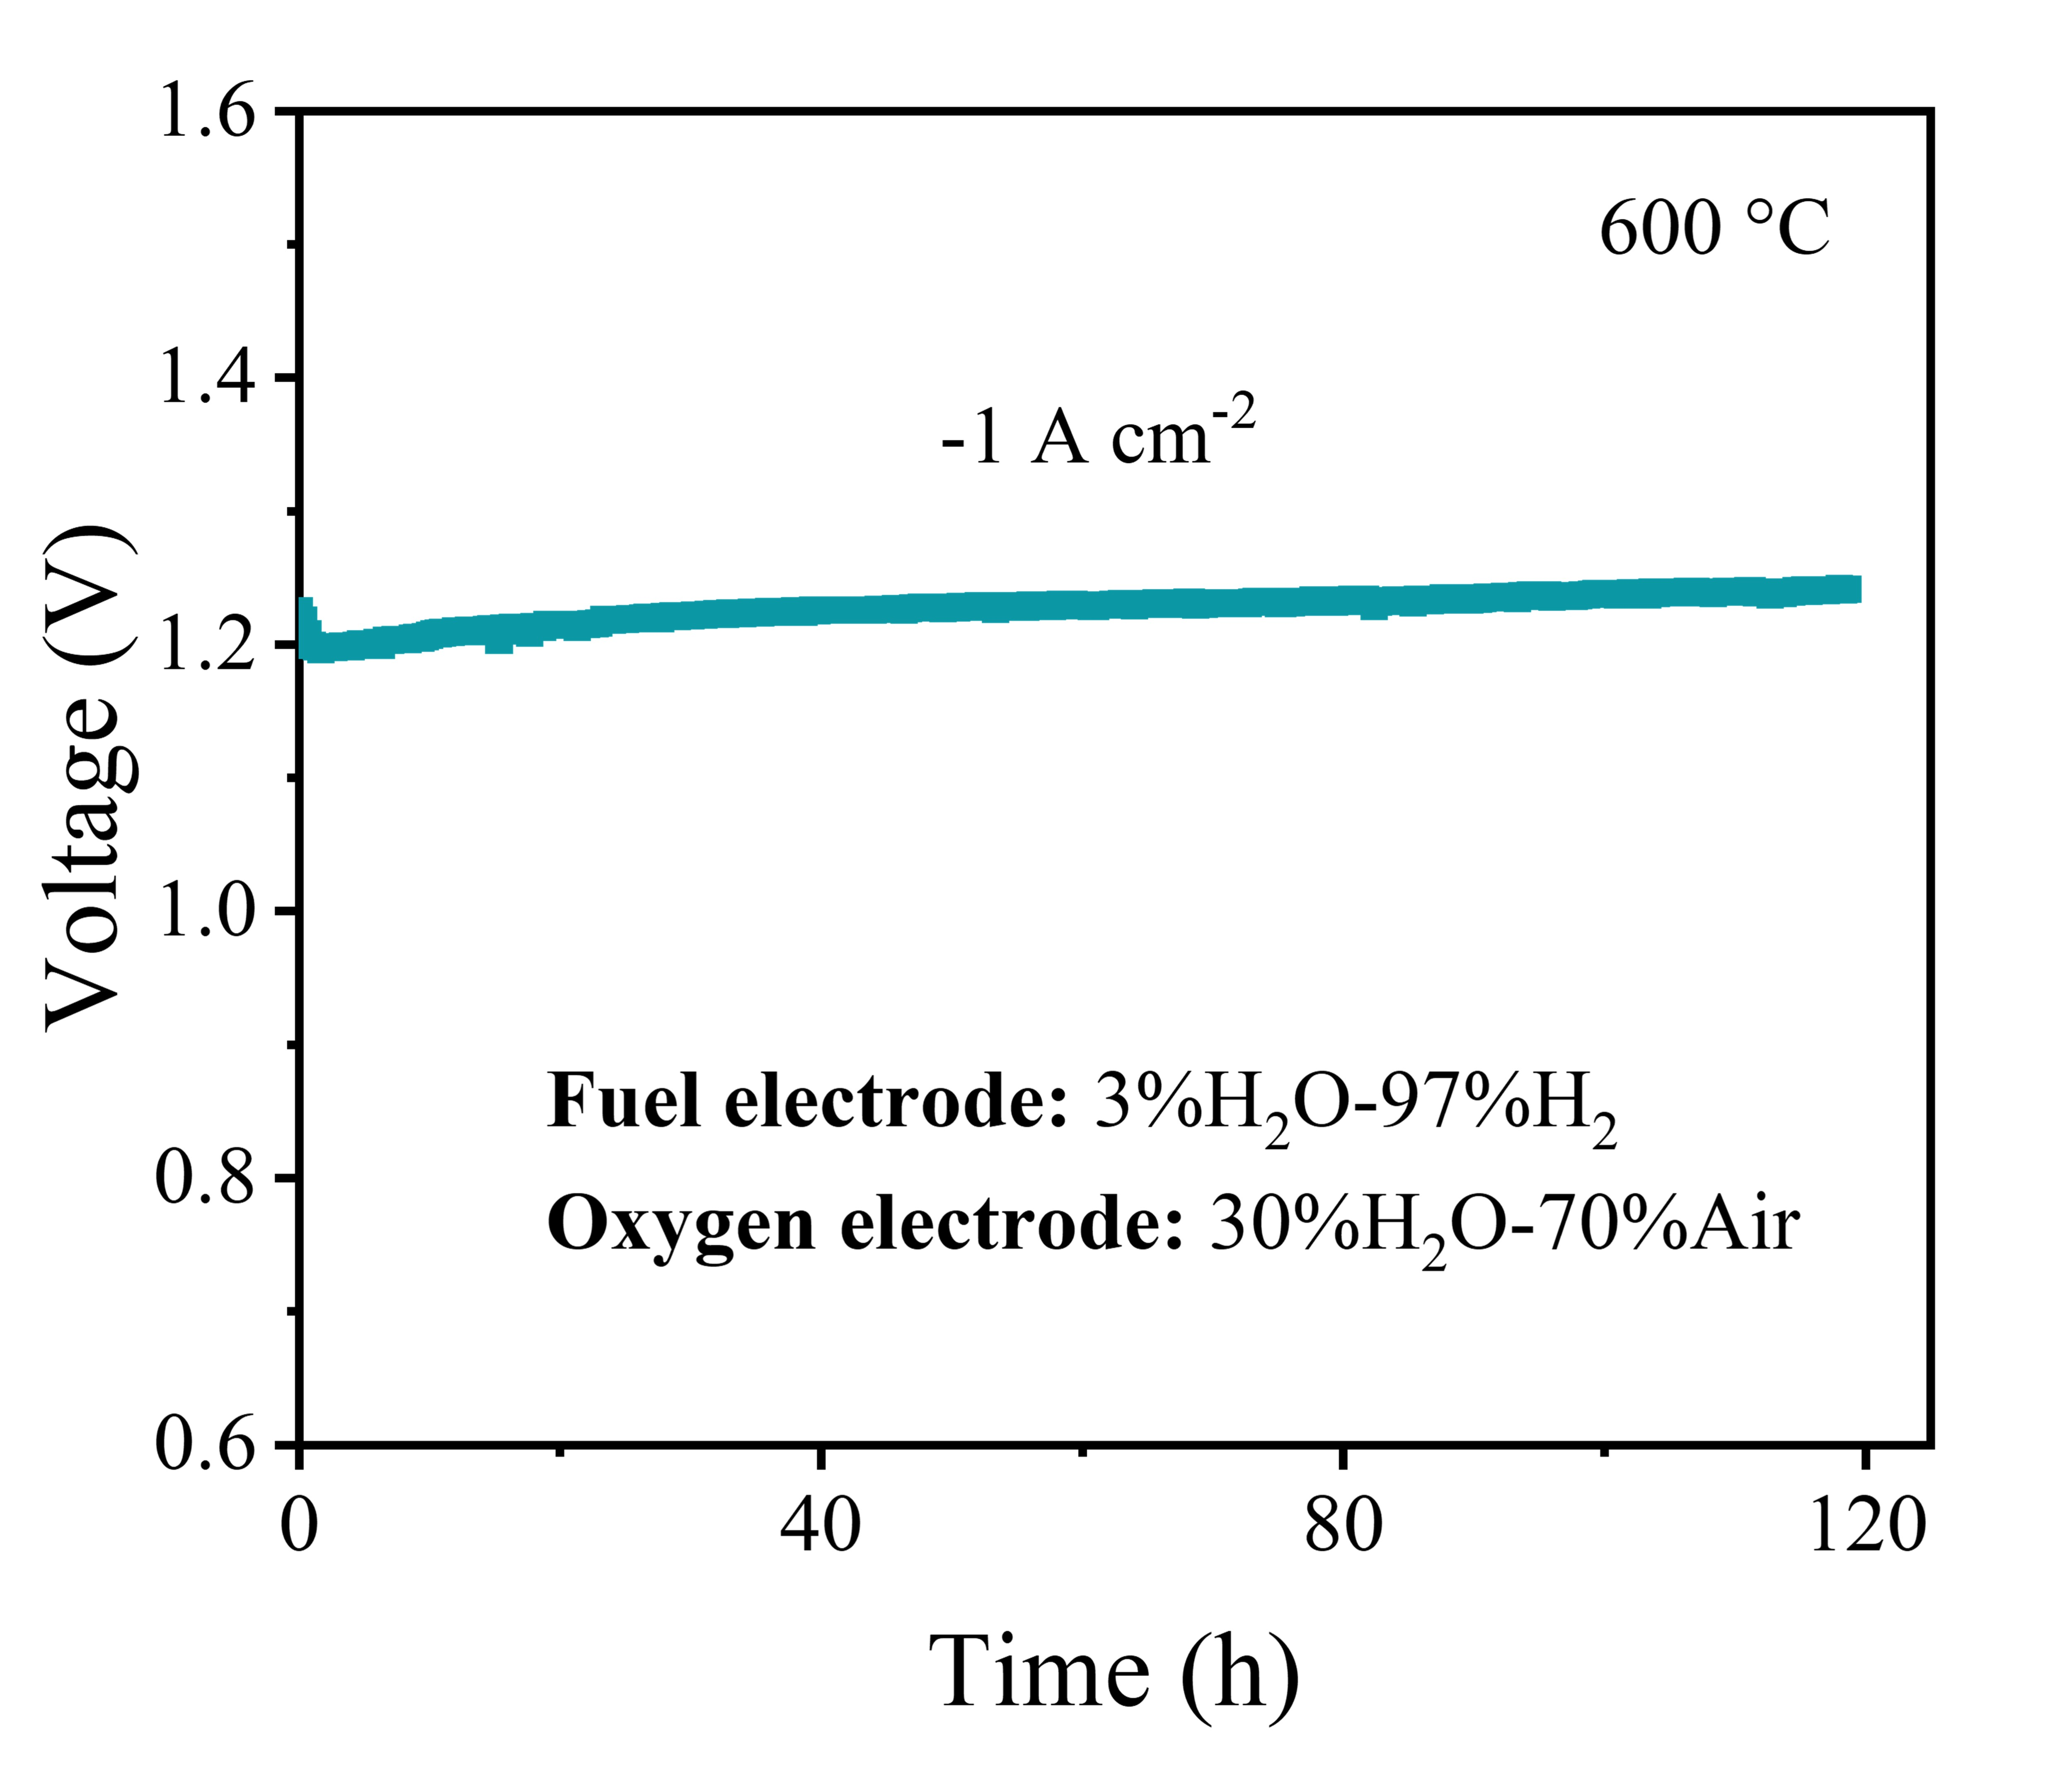 1.6
600 °C
1.4
-1 A cm⁻²
1.2
Voltage (V)
1.0
Fuel electrode: 3%H₂O-97%H₂
0.8
Oxygen electrode: 30%H₂O-70%Air
0.6
0 40 80 120
Time (h)